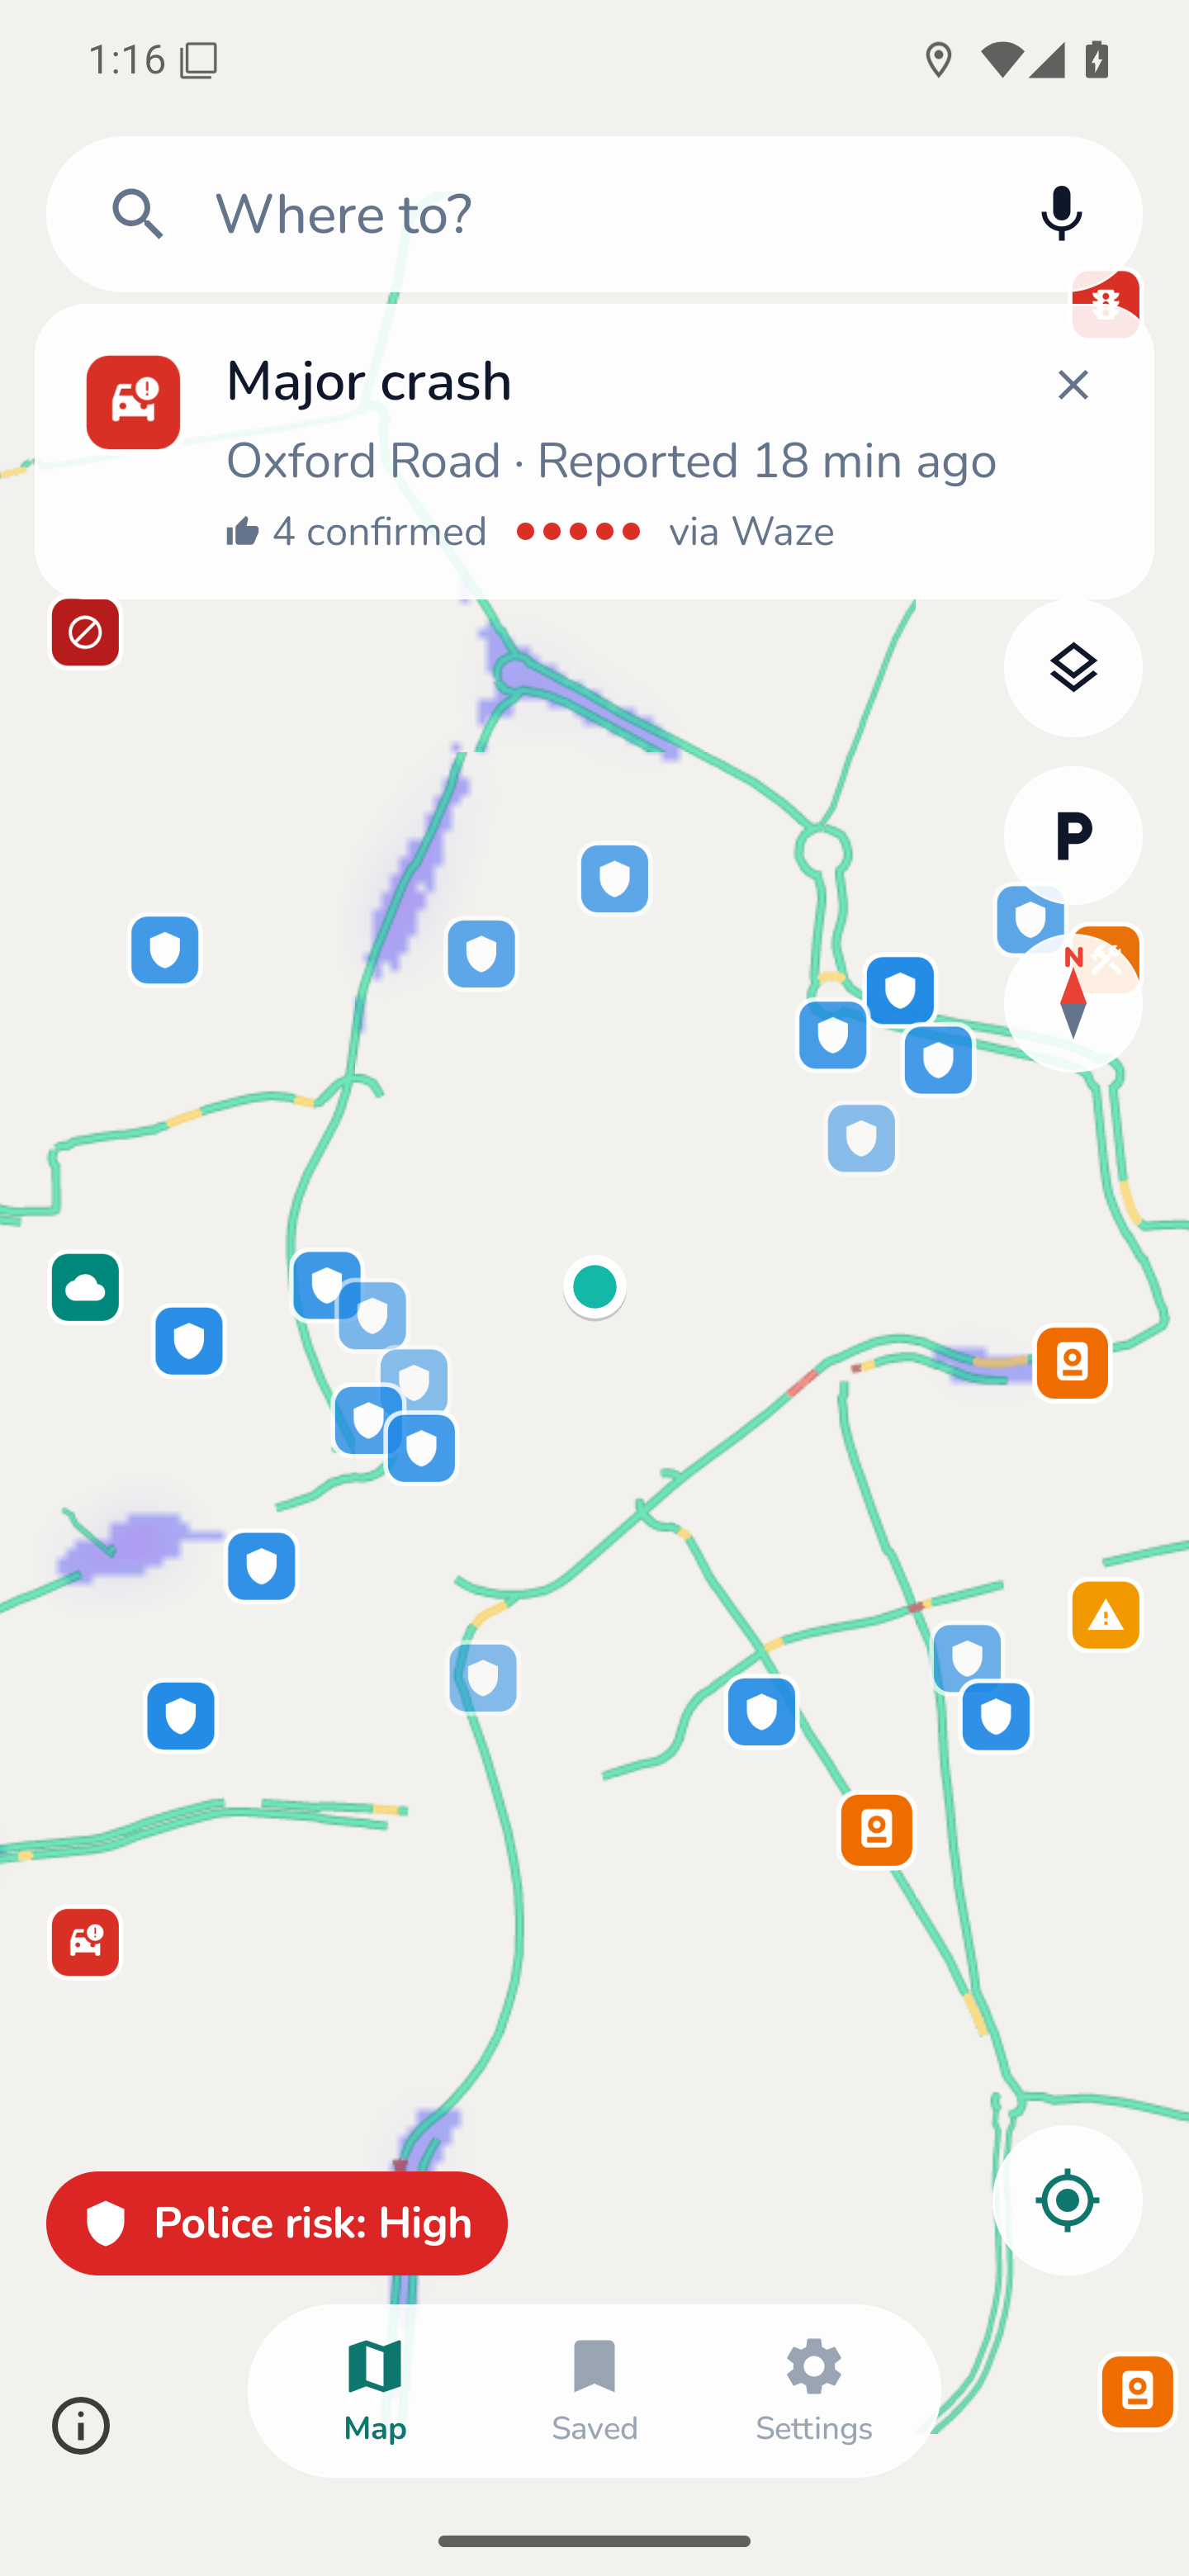 1:16
Where to?
Major crash
Oxford Road · Reported 18 min ago
4 confirmed
via Waze
P
N
Police risk: High
Map
Saved
Settings